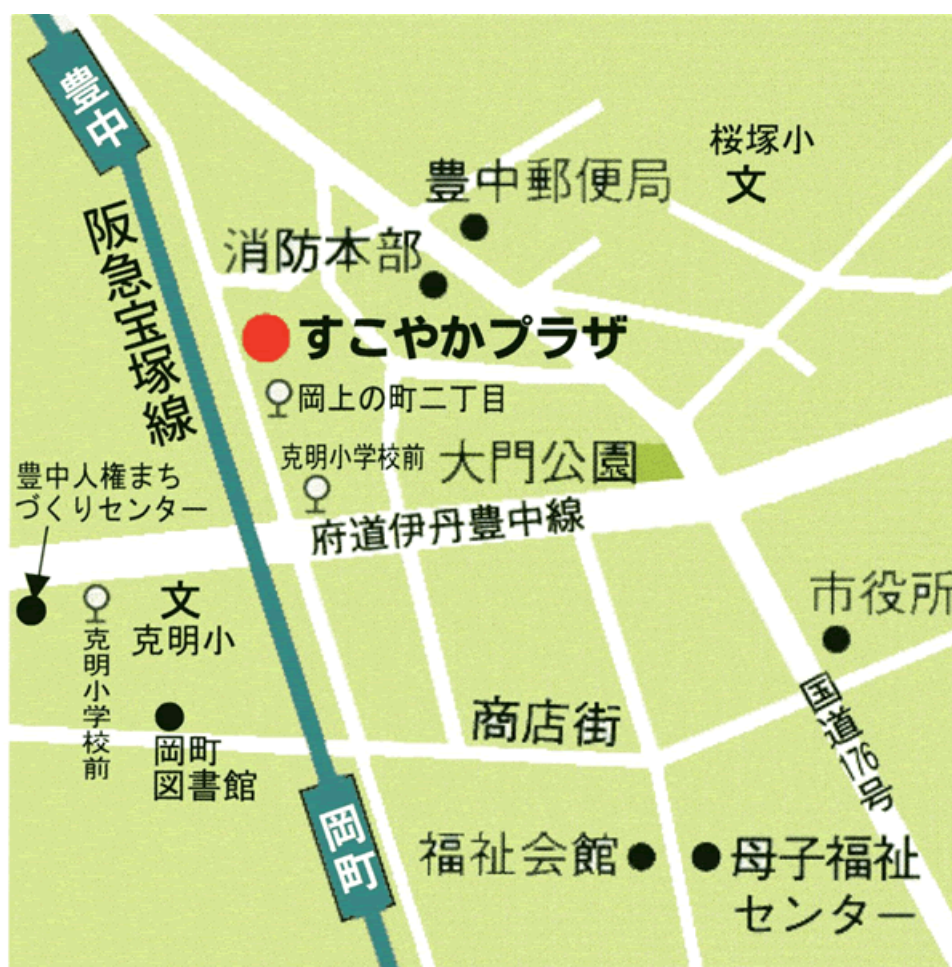 豊中
阪急宝塚線
桜塚小
文
豊中郵便局
消防本部
すこやかプラザ
岡上の町二丁目
克明小学校前
大門公園
豊中人権まち
づくりセンター
府道伊丹豊中線
文
克明小
克明小学校前
市役所
岡町
図書館
商店街
国道176号
岡町
福祉会館
母子福祉
センター